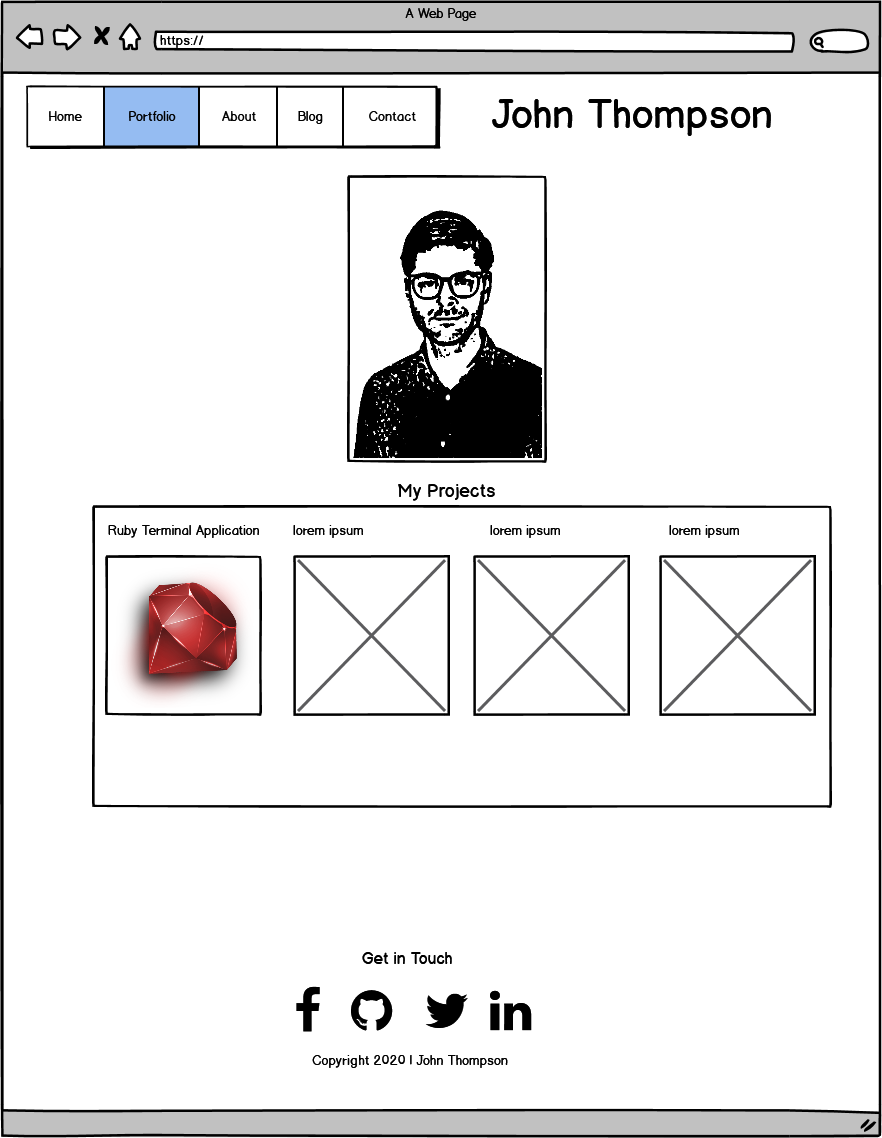 A Web Page
https://
Home Portfolio About Blog Contact
John Thompson
My Projects
Ruby Terminal Application lorem ipsum lorem ipsum lorem ipsum
Get in Touch
Copyright 2020 | John Thompson